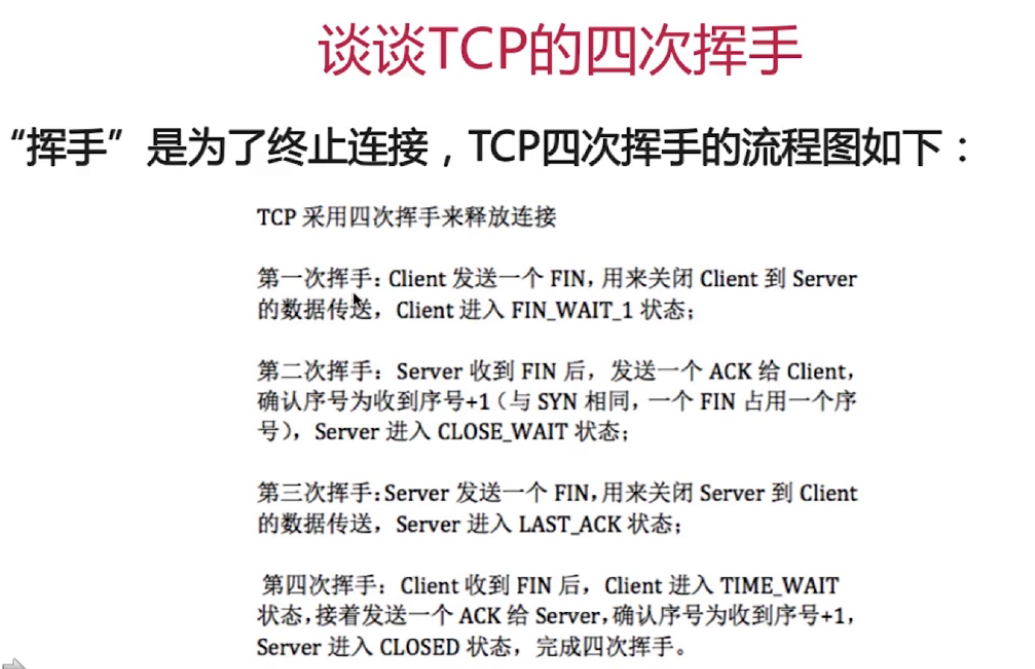 谈谈TCP的四次挥手
“挥手”是为了终止连接，TCP四次挥手的流程图如下：
TCP 采用四次挥手来释放连接
第一次挥手：Client 发送一个 FIN，用来关闭 Client 到 Server
的数据传送，Client 进入 FIN_WAIT_1 状态；
第二次挥手：Server 收到 FIN 后，发送一个 ACK 给 Client，
确认序号为收到序号+1（与 SYN 相同，一个 FIN 占用一个序
号），Server 进入 CLOSE_WAIT 状态；
第三次挥手：Server 发送一个 FIN，用来关闭 Server 到 Client
的数据传送，Server 进入 LAST_ACK 状态；
第四次挥手：Client 收到 FIN 后，Client 进入 TIME_WAIT
状态，接着发送一个 ACK 给 Server，确认序号为收到序号+1，
Server 进入 CLOSED 状态，完成四次挥手。